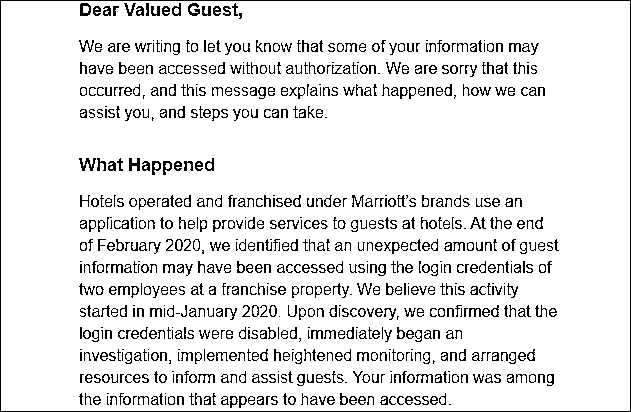 Dear Valued Guest,
We are writing to let you know that some of your information may
have been accessed without authorization. We are sorry that this
occurred, and this message explains what happened, how we can
assist you, and steps you can take.
What Happened
Hotels operated and franchised under Marriott's brands use an
application to help provide services to guests at hotels. At the end
of February 2020, we identified that an unexpected amount of guest
information may have been accessed using the login credentials of
two employees at a franchise property. We believe this activity
started in mid-January 2020. Upon discovery, we confirmed that the
login credentials were disabled, immediately began an
investigation, implemented heightened monitoring, and arranged
resources to inform and assist guests. Your information was among
the information that appears to have been accessed.